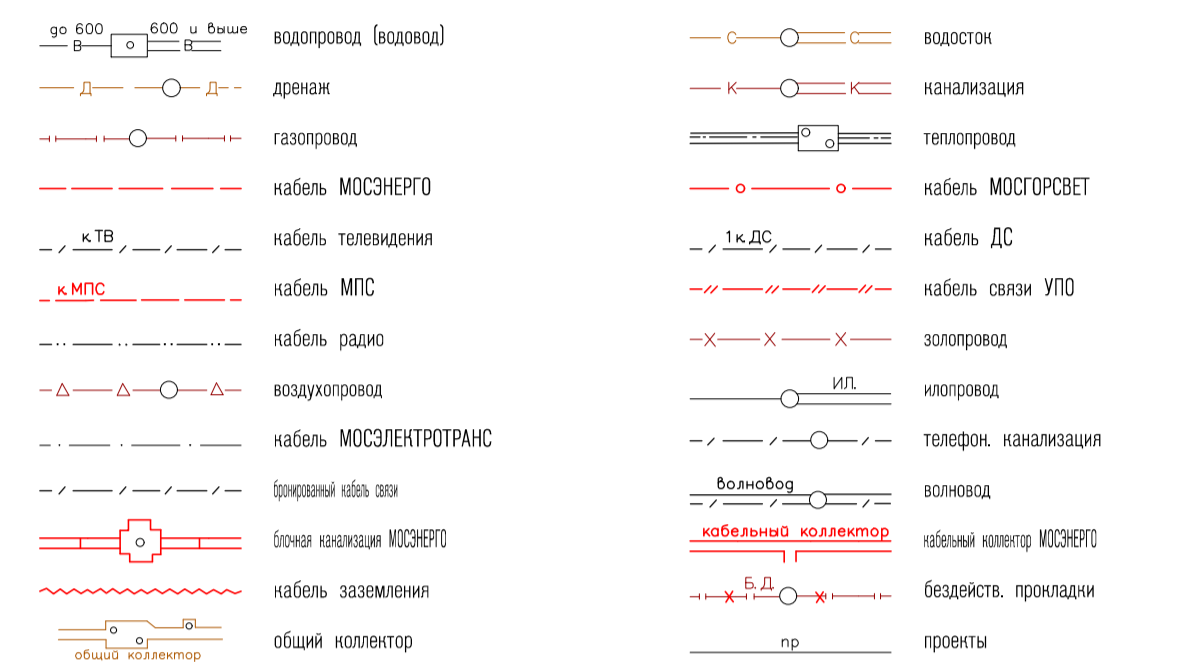 до 600 600 и выше
В В водопровод (водовод)
Д Д дренаж
газопровод
кабель МОСЭНЕРГО
к.ТВ кабель телевидения
к.МПС кабель МПС
кабель радио
воздухопровод
кабель МОСЭЛЕКТРОТРАНС
бронированный кабель связи
блочная канализация МОСЭНЕРГО
кабель заземления
общий коллектор общий коллектор
С С водосток
К К канализация
теплопровод
кабель МОСГОРСВЕТ
1 к.ДС кабель ДС
кабель связи УПО
золопровод
ИЛ. илопровод
телефон. канализация
волновод волновод
кабельный коллектор кабельный коллектор МОСЭНЕРГО
Б. Д. бездейств. прокладки
пр проекты